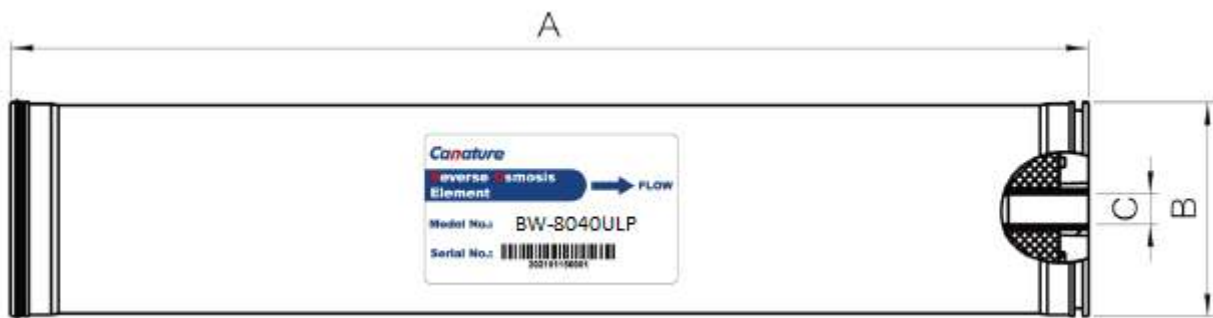 A
Canature
Reverse Osmosis
Element
FLOW
Model No.: BW-8040ULP
Serial No.:
C
B